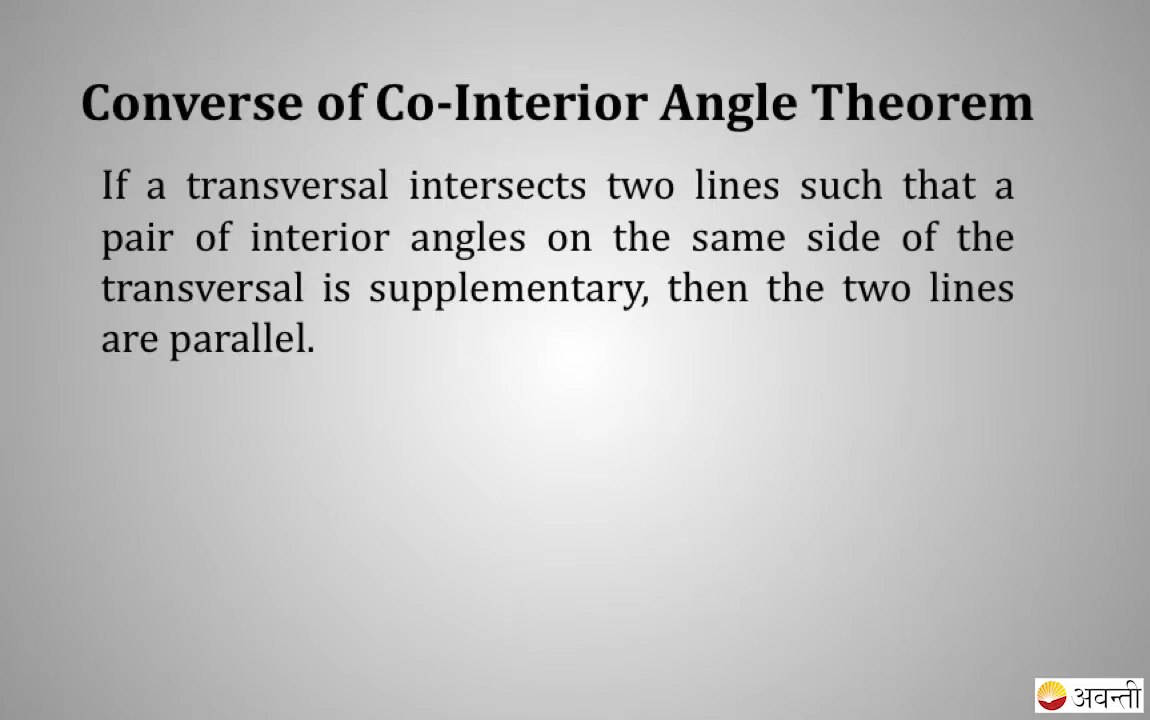 Converse of Co-Interior Angle Theorem
If a transversal intersects two lines such that a
pair of interior angles on the same side of the
transversal is supplementary, then the two lines
are parallel.
अवन्ती